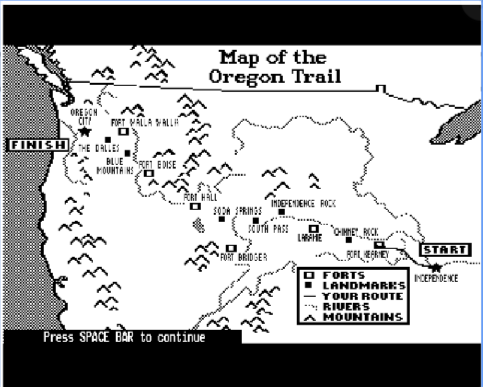 Map of the
Oregon Trail
OREGON
CITY
FORT WALLA WALLA
FINISH
THE DALLES
BLUE
MOUNTAINS
FORT BOISE
FORT HALL
SODA SPRINGS
INDEPENDENCE ROCK
SOUTH PASS
LARAMIE
CHIMNEY ROCK
FORT KEARNEY
START
FORT BRIDGER
INDEPENDENCE
FORTS
LANDMARKS
YOUR ROUTE
RIVERS
MOUNTAINS
Press SPACE BAR to continue